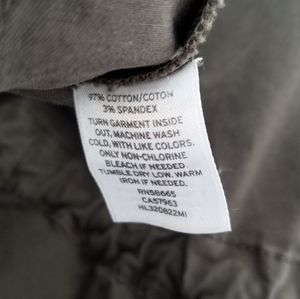 97% COTTON/COTON
3% SPANDEX
TURN GARMENT INSIDE
OUT, MACHINE WASH
COLD, WITH LIKE COLORS.
ONLY NON-CHLORINE
BLEACH IF NEEDED.
TUMBLE DRY LOW. WARM
IRON IF NEEDED.
RN58665
CA57963
HL320822MI